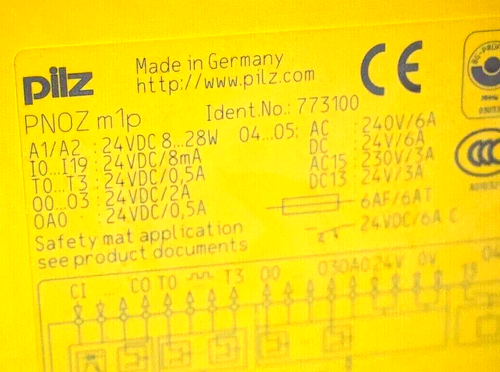 pilz
Made in Germany
http://www.pilz.com
CE
PNOZ m1p
Ident.No.: 773100
A1/A2 : 24VDC 8...28W 04...05: AC : 240V/6A
I0...I19 : 24VDC/8mA DC : 24V/6A
T0...T3 : 24VDC/0,5A AC15 : 230V/3A
O0...03 : 24VDC/2A DC13 : 24V/3A
OA0 : 24VDC/0,5A 6AF/6AT
24VDC/6A C
Safety mat application
see product documents
CI CO T0 T3 O0 O3 OA0 24V 0V